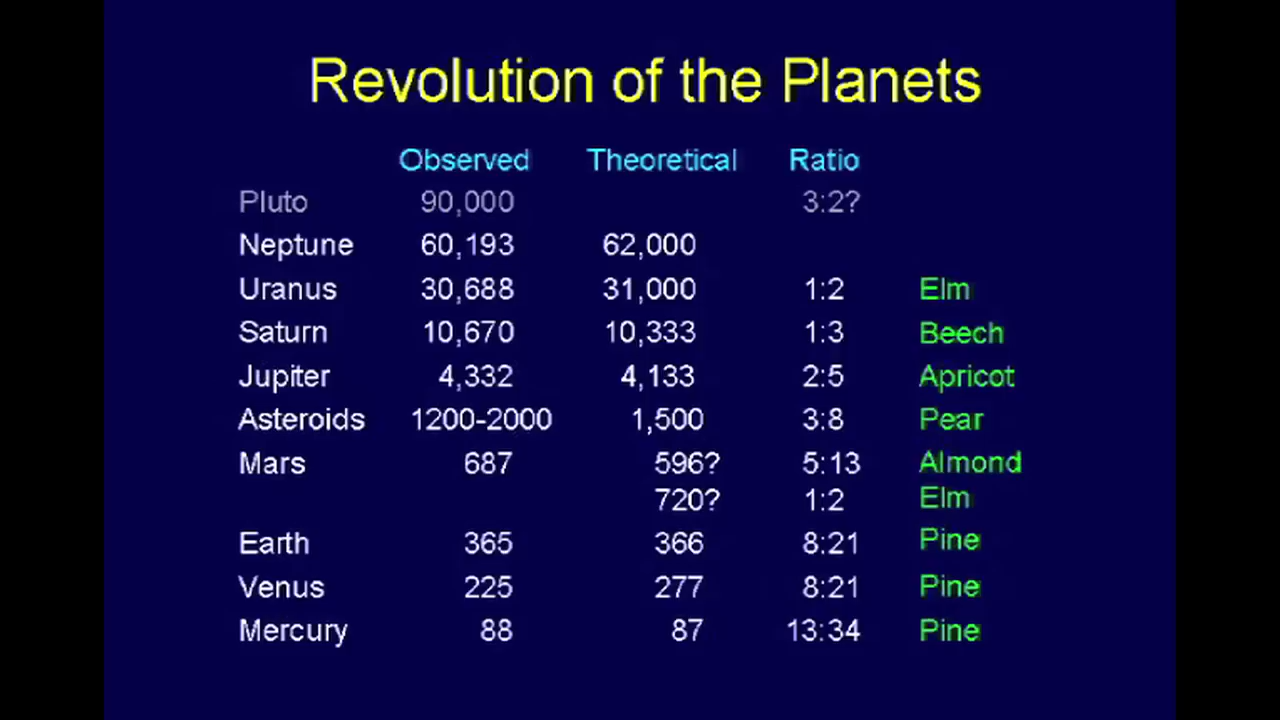 Revolution of the Planets
Observed Theoretical Ratio
Pluto 90,000 3:2?
Neptune 60,193 62,000
Uranus 30,688 31,000 1:2 Elm
Saturn 10,670 10,333 1:3 Beech
Jupiter 4,332 4,133 2:5 Apricot
Asteroids 1200-2000 1,500 3:8 Pear
Mars 687 596? 5:13 Almond
720? 1:2 Elm
Earth 365 366 8:21 Pine
Venus 225 277 8:21 Pine
Mercury 88 87 13:34 Pine